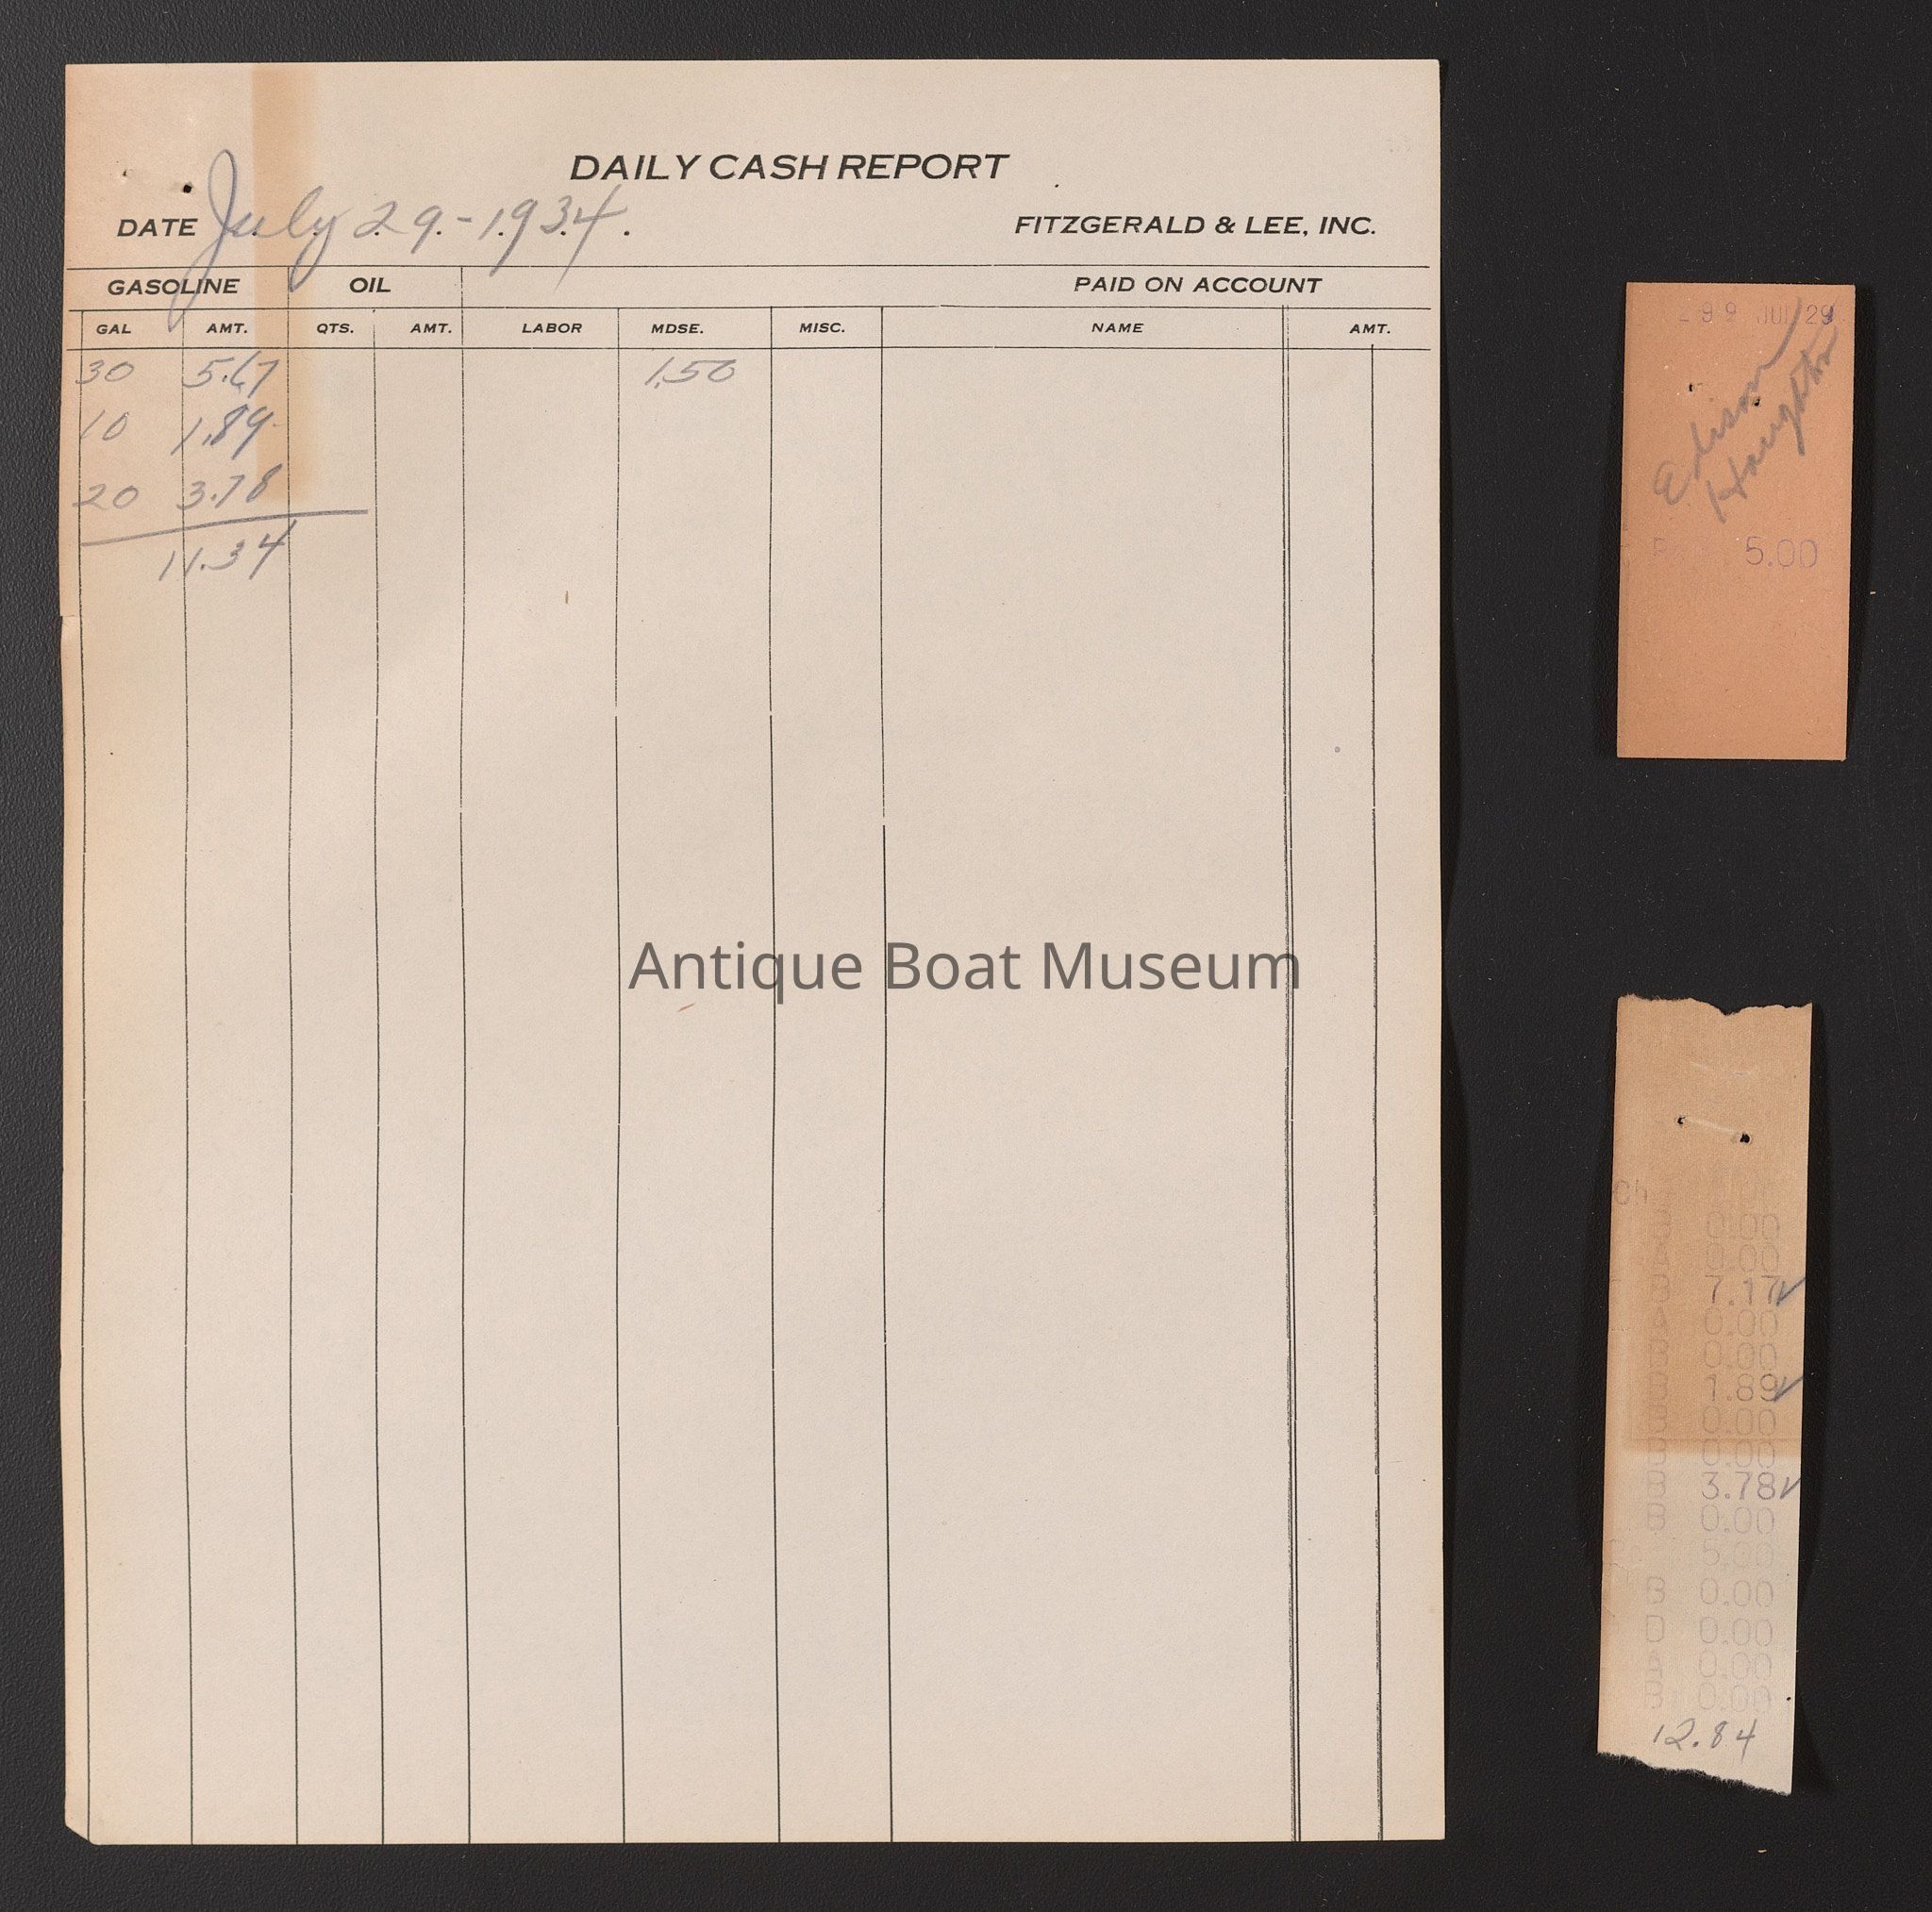 DAILY CASH REPORT
DATE July 29.-1934.
FITZGERALD & LEE, INC.
GASOLINE OIL PAID ON ACCOUNT
GAL AMT. QTS. AMT. LABOR MDSE. MISC. NAME AMT.
30 5.67 1.50
10 1.89
20 3.78
11.34
Antique Boat Museum
299 JUL 29
Edison
Haughton
5.00
Ch
B 0.00
A 0.00
B 7.17✓
A 0.00
B 0.00
B 1.89✓
B 0.00
D 0.00
B 3.78✓
B 0.00
5.00
B 0.00
D 0.00
A 0.00
B 0.00
12.84